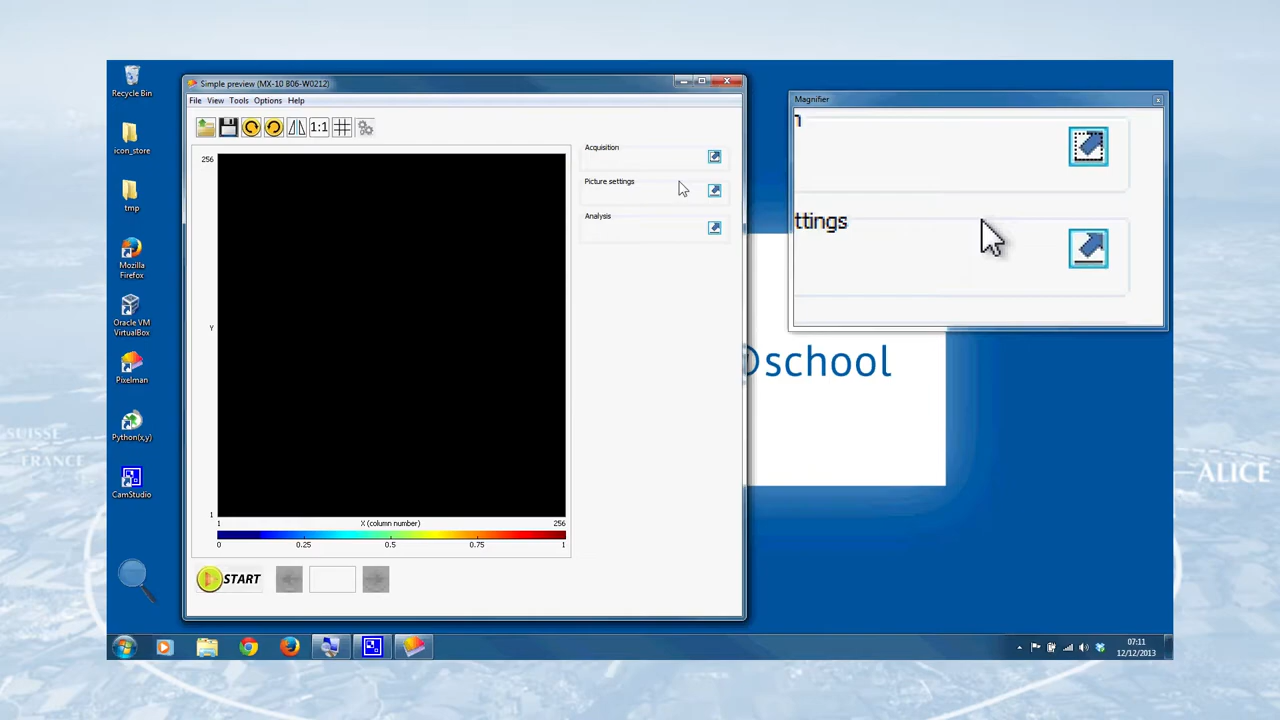 Recycle Bin
icon_store
tmp
Mozilla
Firefox
Oracle VM
VirtualBox
Pixelman
Python(x,y)
CamStudio
Simple preview (MX-10 B06-W0212)
File View Tools Options Help
1:1
256
Y
1
1 X (column number) 256
0 0.25 0.5 0.75 1
START
Acquisition
Picture settings
Analysis
Magnifier
n
ttings
@school
SUISSE
FRANCE
ALICE
07:11
12/12/2013